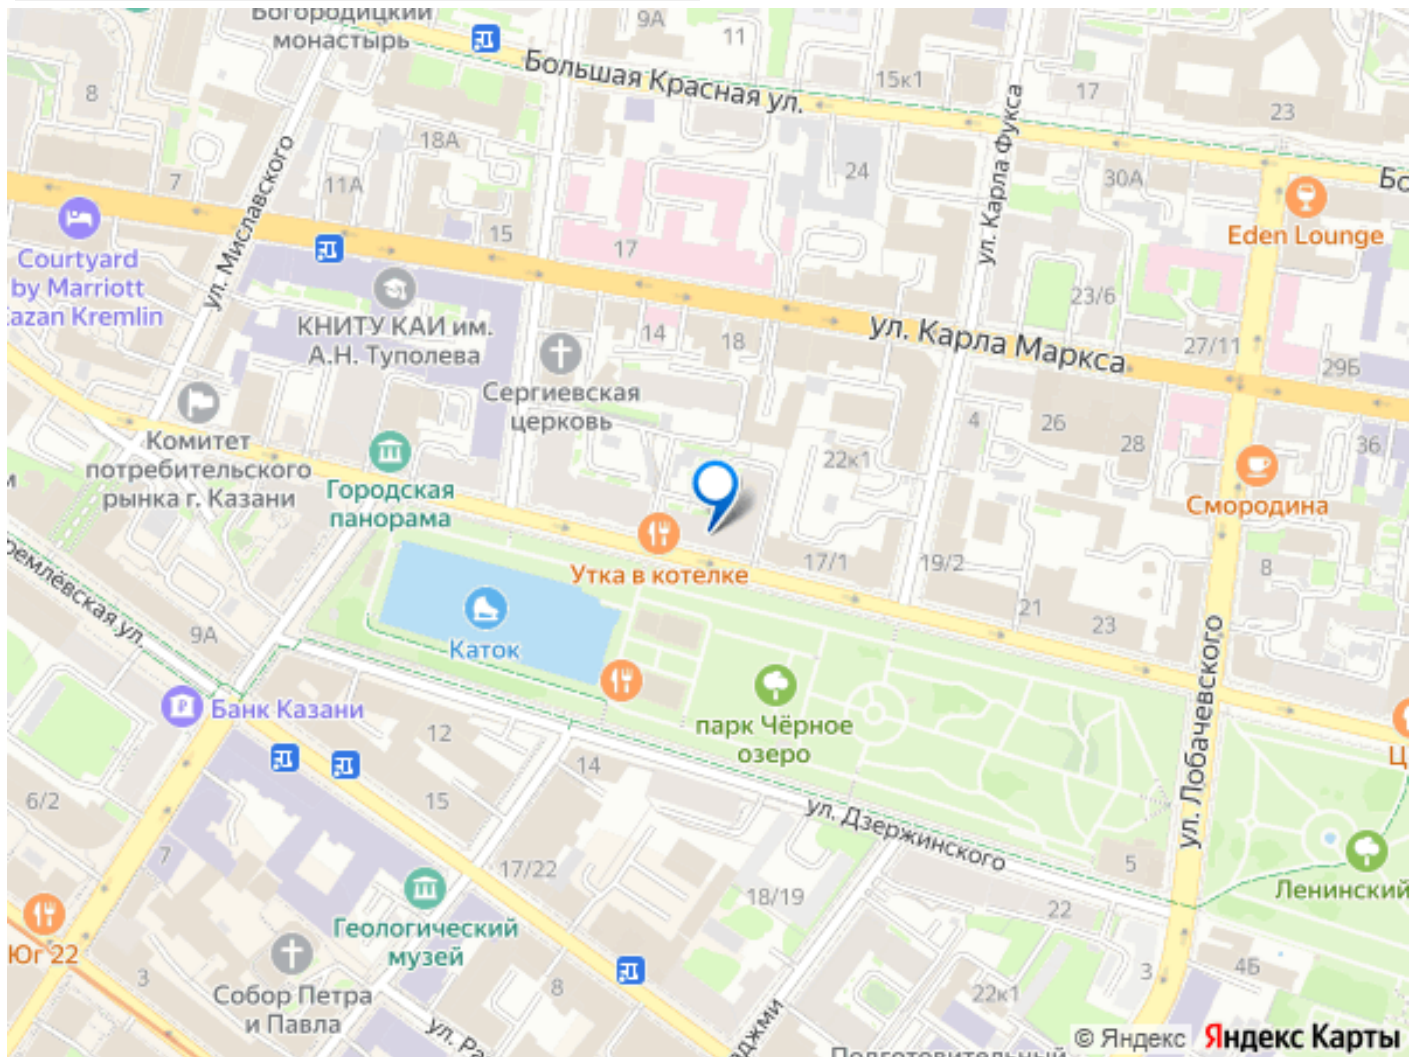 Богородицкий
монастырь
9А
11
Большая Красная ул.
15к1
17
23
8
18А
24
30А
ул. Карла Фукса
7
11А
ул. Миславского
15
17
Eden Lounge
Courtyard
by Marriott
Kazan Kremlin
КНИТУ КАИ им.
А.Н. Туполева
14
18
23/6
ул. Карла Маркса
27/11
29Б
Сергиевская
церковь
Комитет
потребительского
рынка г. Казани
4
26
28
36
22к1
Городская
панорама
Смородина
Утка в котелке
17/1
19/2
8
21
23
Каток
9А
парк Чёрное
озеро
ул. Лобачевского
Банк Казани
12
14
15
6/2
ул. Дзержинского
5
7
17/22
18/19
22
Ленинский
Геологический
музей
Юг 22
Собор Петра
и Павла
3
8
22к1
3
4Б
© Яндекс
Яндекс Карты